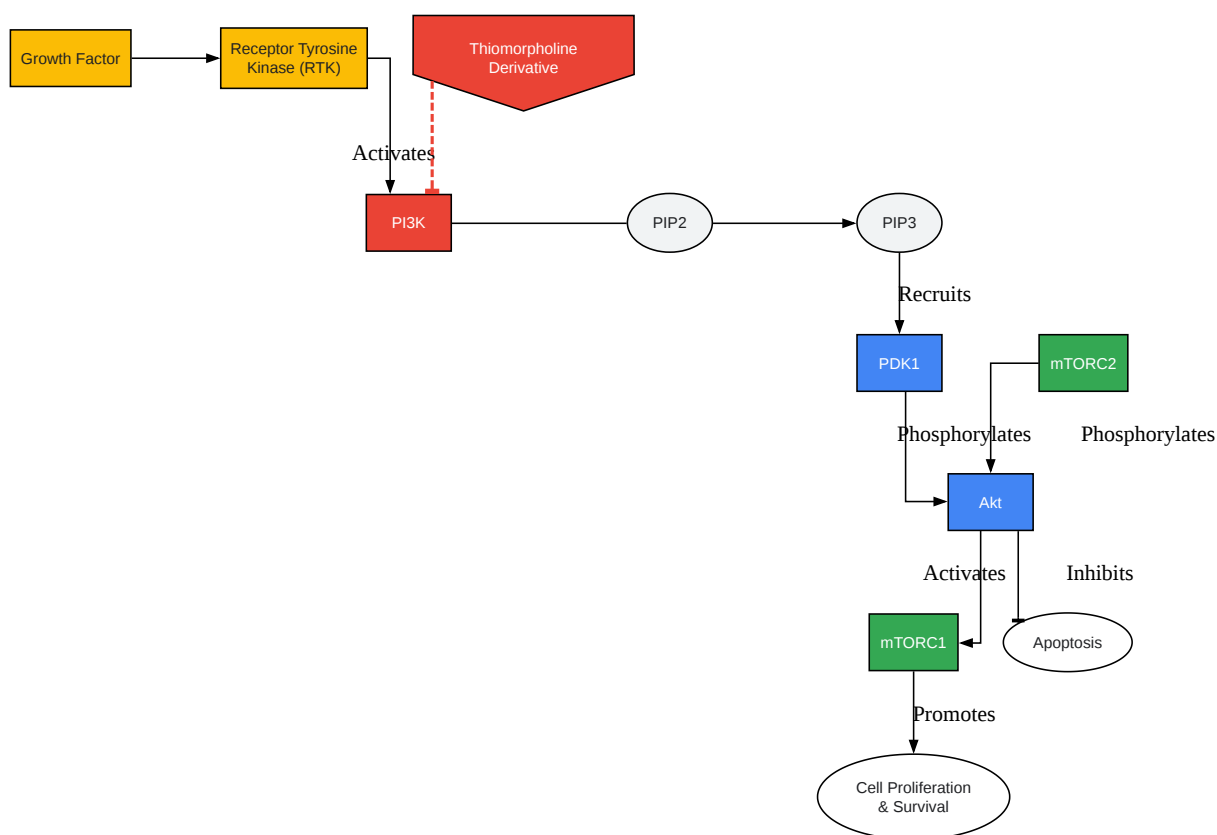 Growth Factor
Receptor Tyrosine
Kinase (RTK)
Thiomorpholine
Derivative
Activates
PI3K
PIP2
PIP3
Recruits
PDK1
mTORC2
Phosphorylates
Phosphorylates
Akt
Activates
Inhibits
mTORC1
Apoptosis
Promotes
Cell Proliferation
& Survival